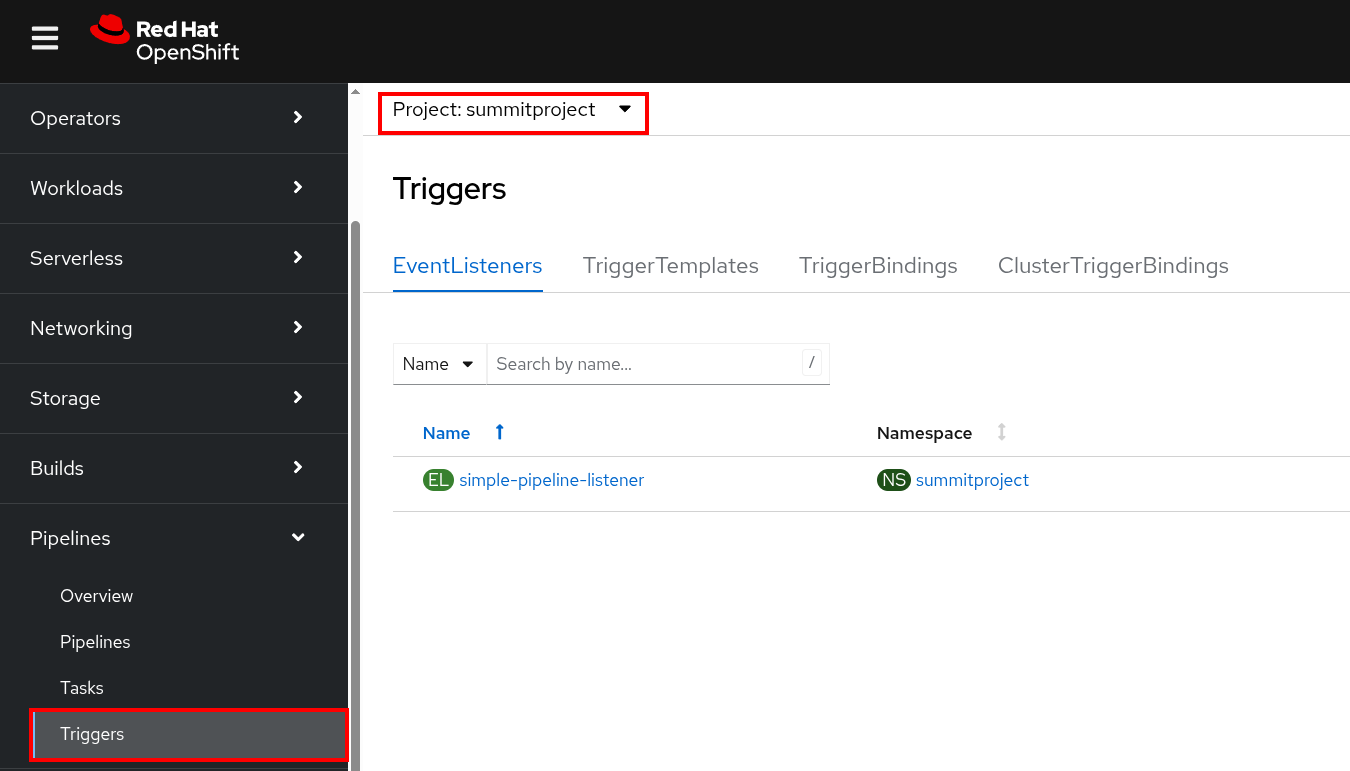 Red Hat
OpenShift
Operators
Workloads
Serverless
Networking
Storage
Builds
Pipelines
Overview
Pipelines
Tasks
Triggers
Project: summitproject
Triggers
EventListeners TriggerTemplates TriggerBindings ClusterTriggerBindings
Name Search by name... /
Name Namespace
EL simple-pipeline-listener NS summitproject